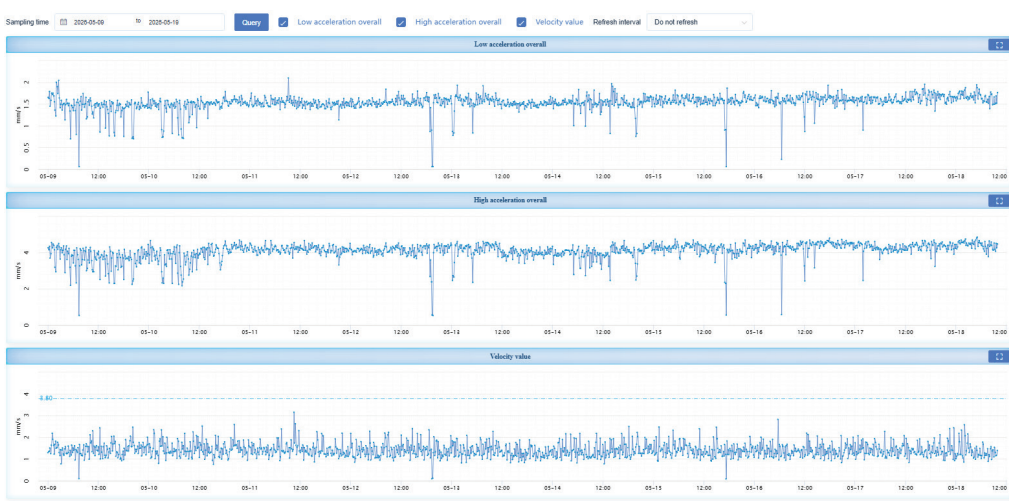 Sampling time 2026-05-09 to 2026-05-19 Query Low acceleration overall High acceleration overall Velocity value Refresh interval Do not refresh
Low acceleration overall
2
1.5
1
0.5
0
mm/s
05-09 12:00 05-10 12:00 05-11 12:00 05-12 12:00 05-13 12:00 05-14 12:00 05-15 12:00 05-16 12:00 05-17 12:00 05-18 12:00
High acceleration overall
4
2
0
mm/s
05-09 12:00 05-10 12:00 05-11 12:00 05-12 12:00 05-13 12:00 05-14 12:00 05-15 12:00 05-16 12:00 05-17 12:00 05-18 12:00
Velocity value
4
3.80
3
2
1
0
mm/s
05-09 12:00 05-10 12:00 05-11 12:00 05-12 12:00 05-13 12:00 05-14 12:00 05-15 12:00 05-16 12:00 05-17 12:00 05-18 12:00